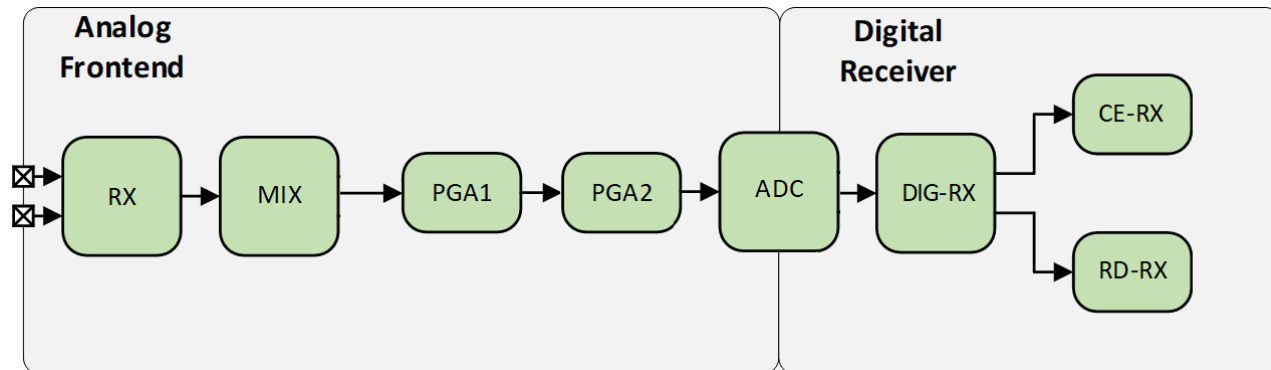 Analog
Frontend
Digital
Receiver
RX
MIX
PGA1
PGA2
ADC
DIG-RX
CE-RX
RD-RX